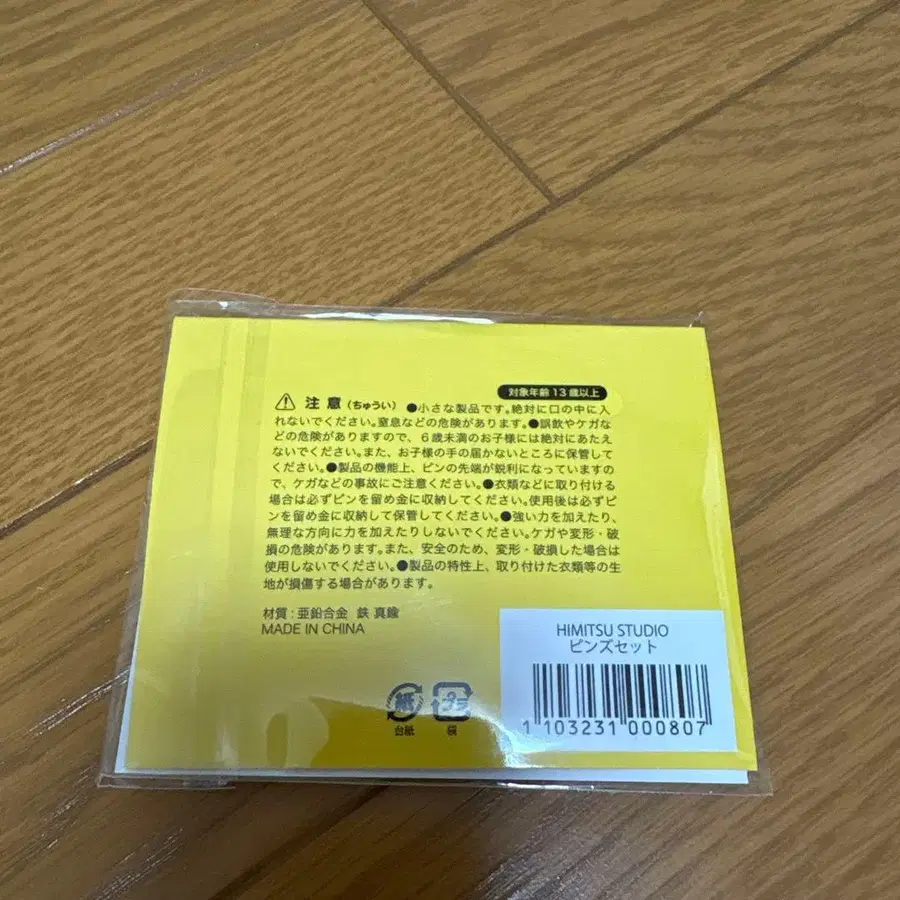 対象年齢13歳以上
⚠ 注意(ちゅうい) ●小さな製品です。絶対に口の中に入
れないでください。窒息などの危険があります。●誤飲やケガな
どの危険がありますので、6歳未満のお子様には絶対にあたえ
ないでください。また、お子様の手の届かないところに保管して
ください。●製品の機能上、ピンの先端が鋭利になっていますの
で、ケガなどの事故にご注意ください。●衣類などに取り付ける
場合は必ずピンを留め金に収納してください。使用後は必ずピ
ンを留め金に収納して保管してください。●強い力を加えたり、
無理な方向に力を加えたりしないでください。ケガや変形・破
損の危険があります。また、安全のため、変形・破損した場合は
使用しないでください。●製品の特性上、取り付けた衣類等の生
地が損傷する場合があります。
材質:亜鉛合金 鉄 真鍮
MADE IN CHINA
HIMITSU STUDIO
ピンズセット
1 103231 000807
紙 プラ
台紙 袋